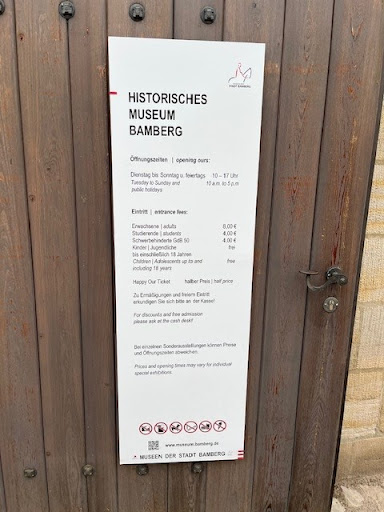 STADT BAMBERG
HISTORISCHES
MUSEUM
BAMBERG
Öffnungszeiten | opening ours:
Dienstag bis Sonntag u. feiertags 10 – 17 Uhr
Tuesday to Sunday and 10 a.m. to 5 p.m.
public holidays
Eintritt | entrance fees:
Erwachsene | adults 8,00 €
Studierende | students 4,00 €
Schwerbehinderte GdB 50 4,00 €
Kinder | Jugendliche frei
bis einschließlich 18 Jahren
Children | Adolescents up to and free
including 18 years
Happy Our Ticket halber Preis | half price
Zu Ermäßigungen und freiem Eintritt
erkundigen Sie sich bitte an der Kasse!
For discounts and free admission
please ask at the cash desk!
Bei einzelnen Sonderausstellungen können Preise
und Öffnungszeiten abweichen.
Prices and opening times may vary for individual
special exhibitions.
www.museum.bamberg.de
MUSEEN DER STADT BAMBERG